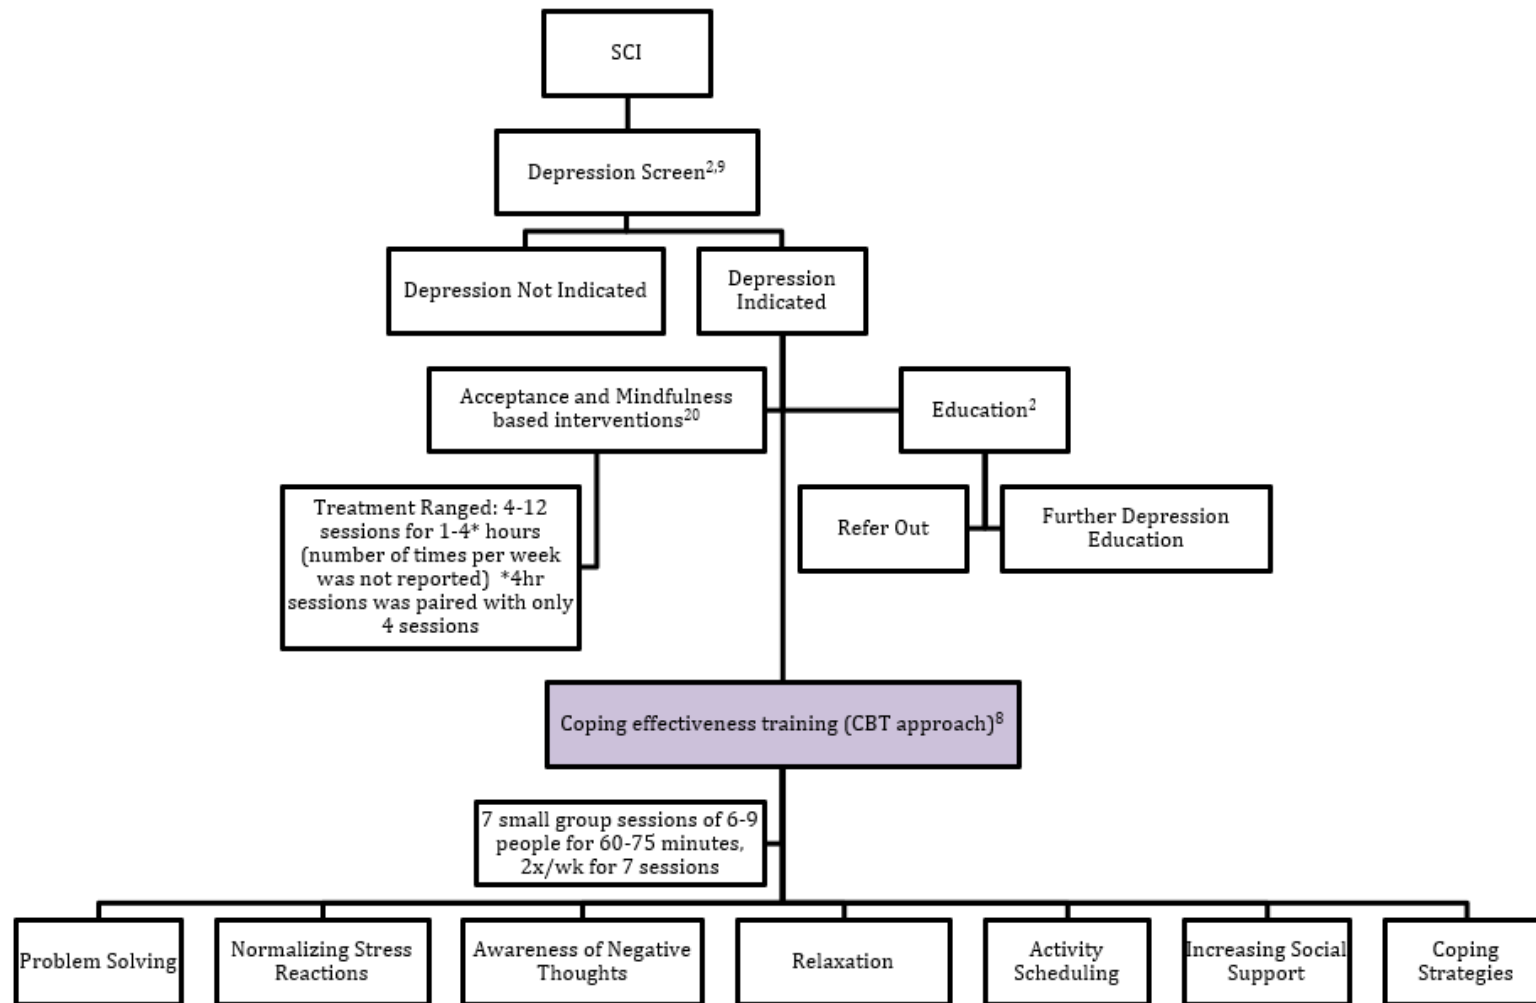 SCI
Depression Screen2,9
Depression Not Indicated
Depression
Indicated
Acceptance and Mindfulness
based interventions20
Education2
Treatment Ranged: 4-12
sessions for 1-4* hours
(number of times per week
was not reported)  *4hr
sessions was paired with only
4 sessions
Refer Out
Further Depression
Education
Coping effectiveness training (CBT approach)8
7 small group sessions of 6-9
people for 60-75 minutes,
2x/wk for 7 sessions
Problem Solving
Normalizing Stress
Reactions
Awareness of Negative
Thoughts
Relaxation
Activity
Scheduling
Increasing Social
Support
Coping
Strategies